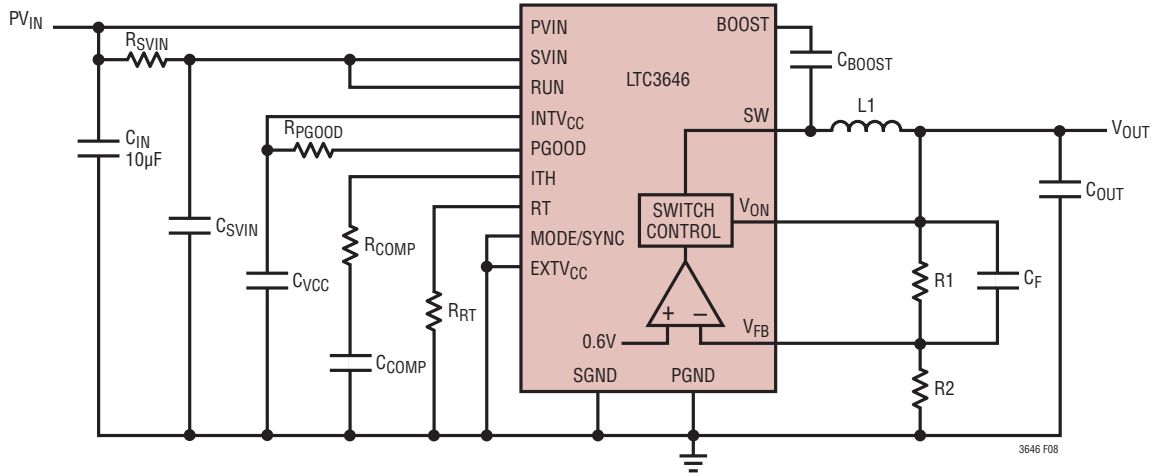 PVIN
RSVIN
CIN
10µF
CSVIN
RPGOOD
CVCC
RCOMP
CCOMP
RRT
PVIN
SVIN
RUN
INTVCC
PGOOD
ITH
RT
MODE/SYNC
EXTVCC
LTC3646
BOOST
SW
VON
SWITCH
CONTROL
+ –
0.6V
VFB
SGND
PGND
CBOOST
L1
VOUT
COUT
R1
CF
R2
3646 F08